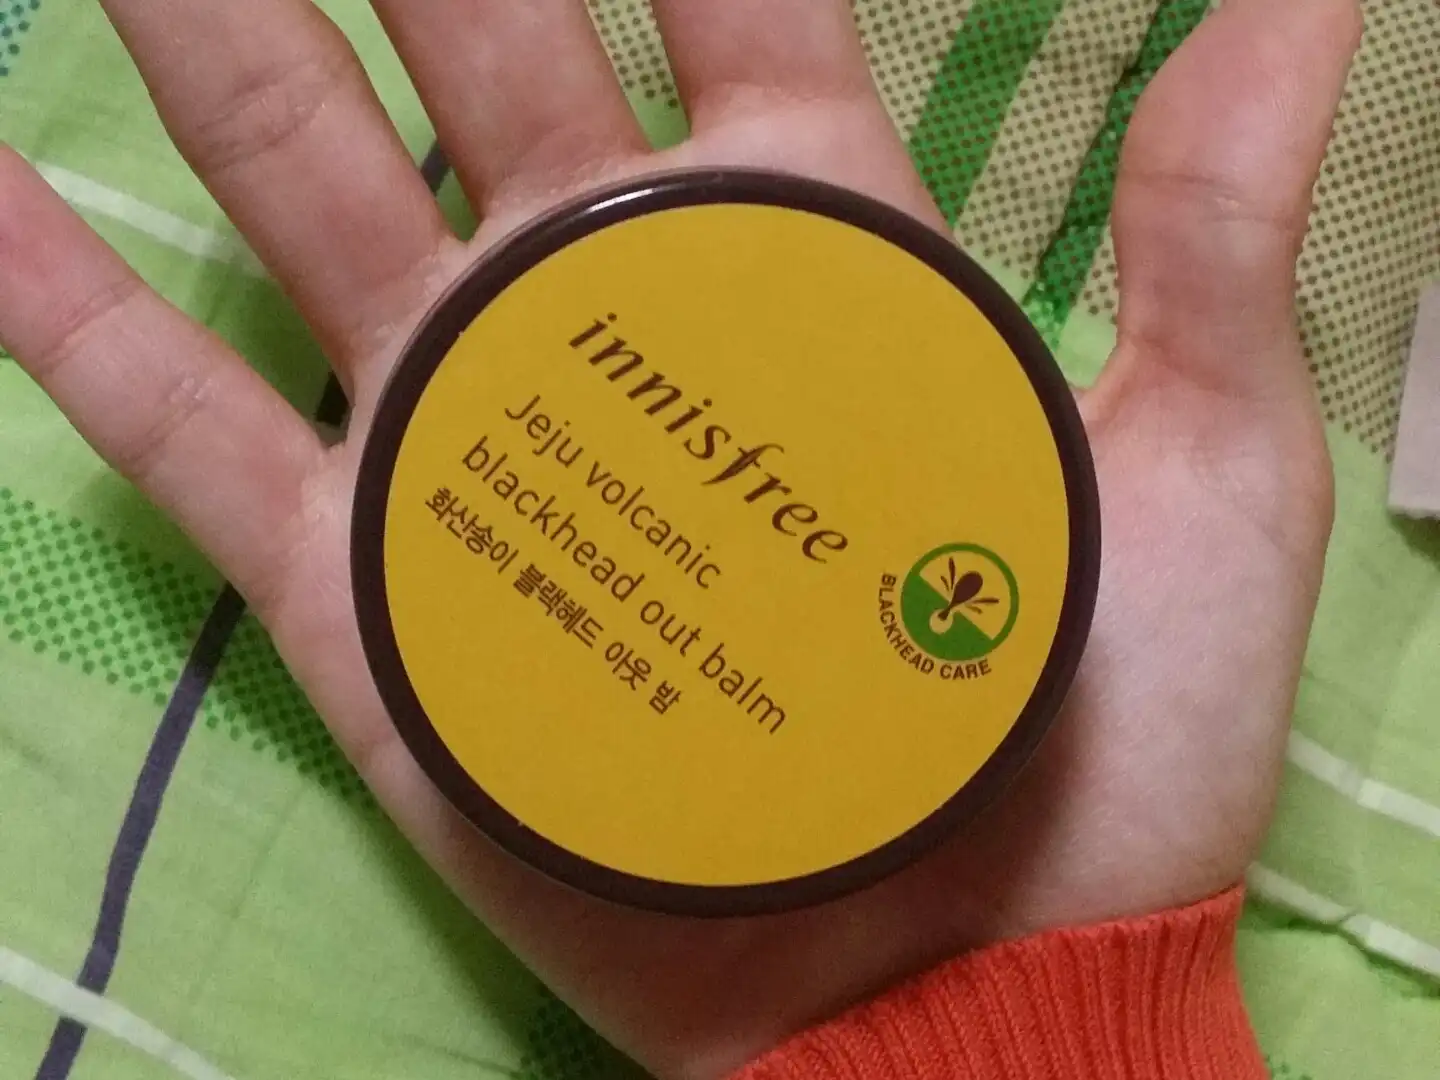 innisfree
Jeju volcanic
blackhead out balm
화산송이 블랙헤드 아웃 밤
BLACKHEAD CARE